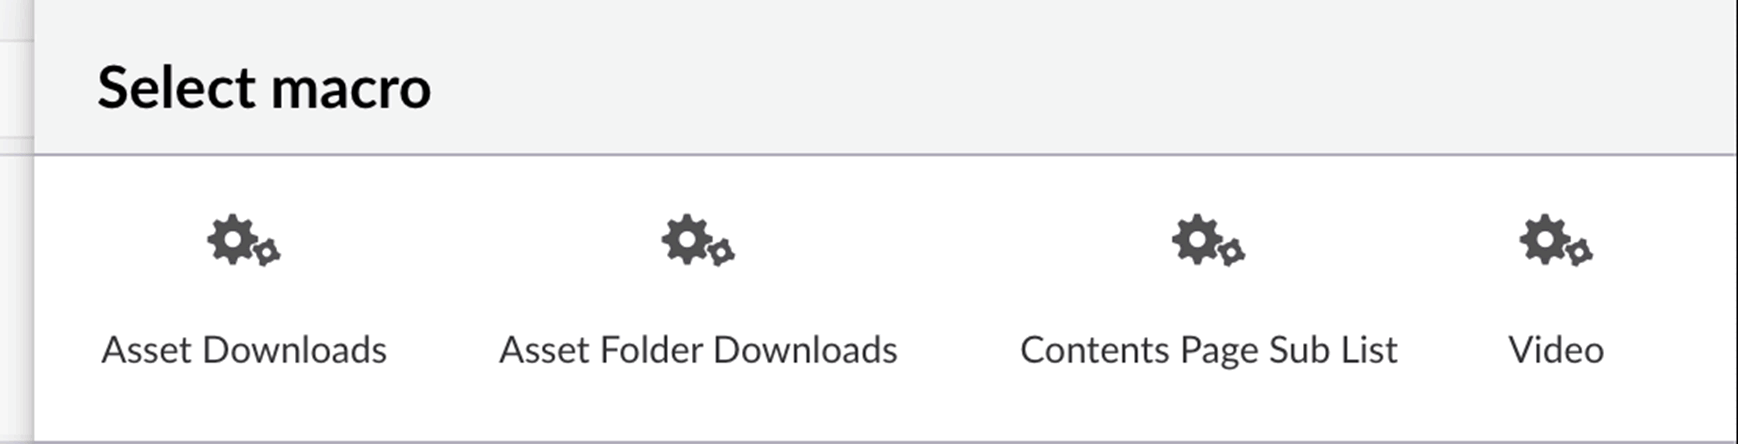 Select macro
Asset Downloads
Asset Folder Downloads
Contents Page Sub List
Video